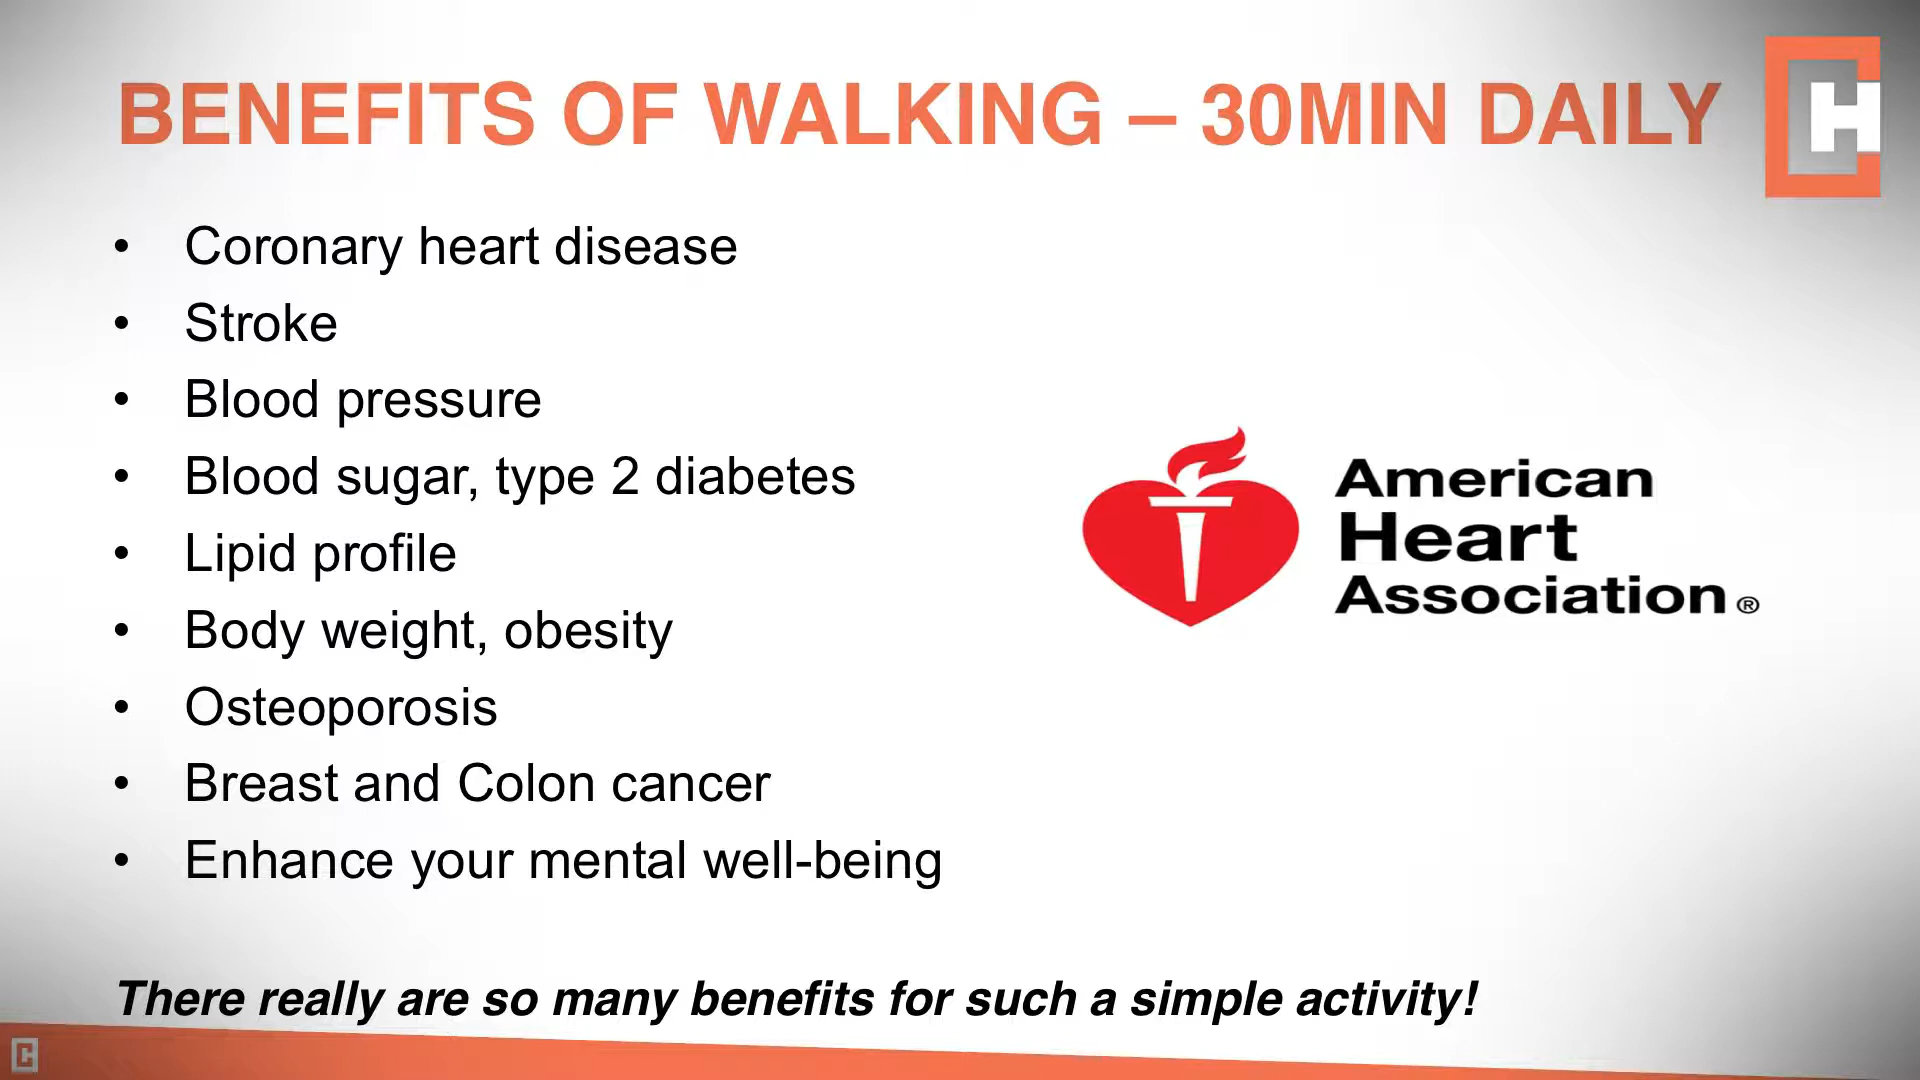 BENEFITS OF WALKING – 30MIN DAILY
CH
• Coronary heart disease
• Stroke
• Blood pressure
• Blood sugar, type 2 diabetes
• Lipid profile
• Body weight, obesity
• Osteoporosis
• Breast and Colon cancer
• Enhance your mental well-being
American
Heart
Association®
There really are so many benefits for such a simple activity!
CH